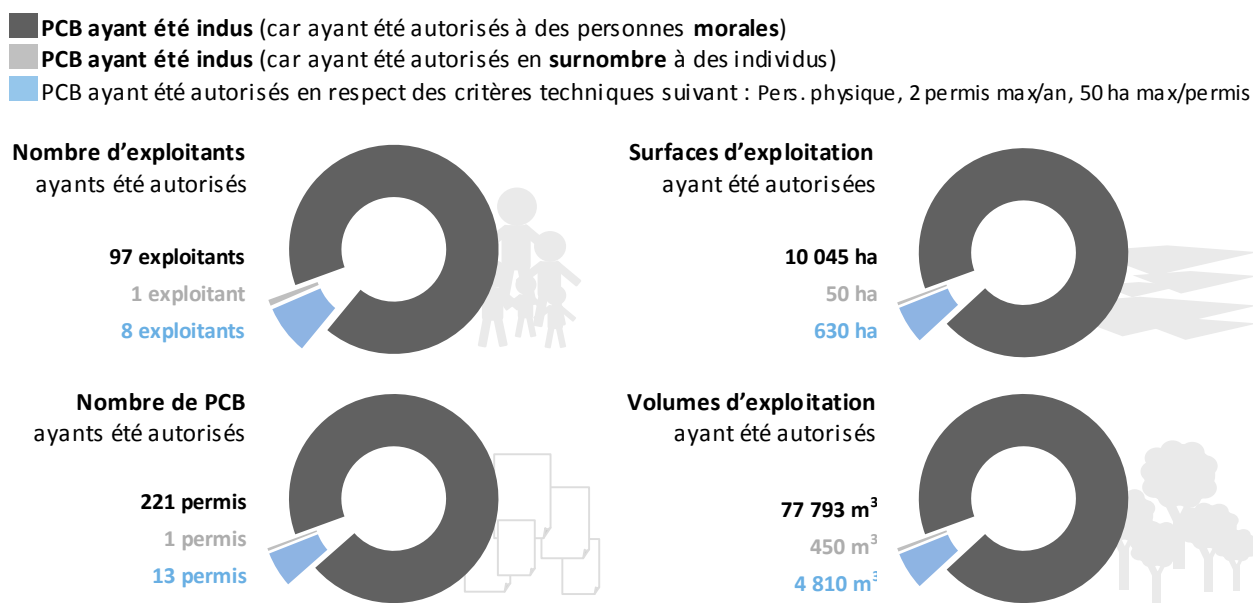 PCB ayant été indus (car ayant été autorisés à des personnes morales)
PCB ayant été indus (car ayant été autorisés en surnombre à des individus)
PCB ayant été autorisés en respect des critères techniques suivant : Pers. physique, 2 permis max/an, 50 ha max/permis
Nombre d'exploitants
ayants été autorisés
97 exploitants
1 exploitant
8 exploitants
Surfaces d'exploitation
ayant été autorisées
10 045 ha
50 ha
630 ha
Nombre de PCB
ayants été autorisés
221 permis
1 permis
13 permis
Volumes d'exploitation
ayant été autorisés
77 793 m³
450 m³
4 810 m³